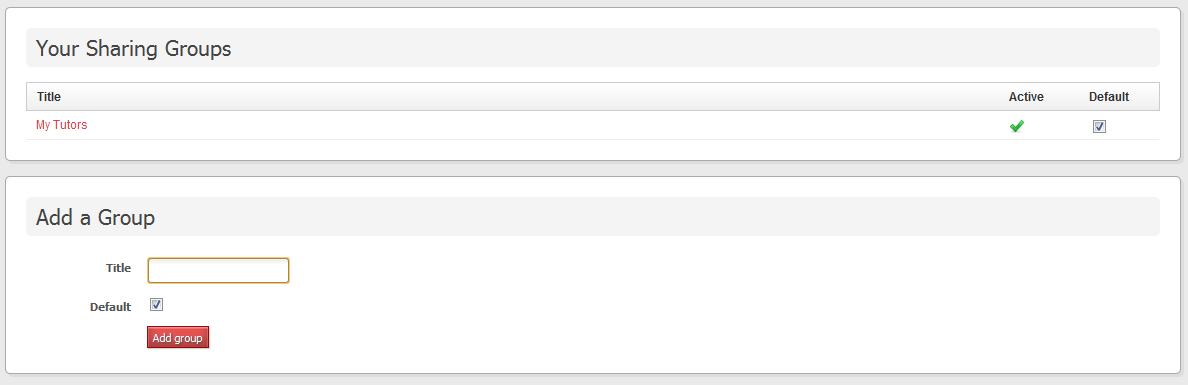 Your Sharing Groups
Title Active Default
My Tutors
Add a Group
Title
Default
Add group